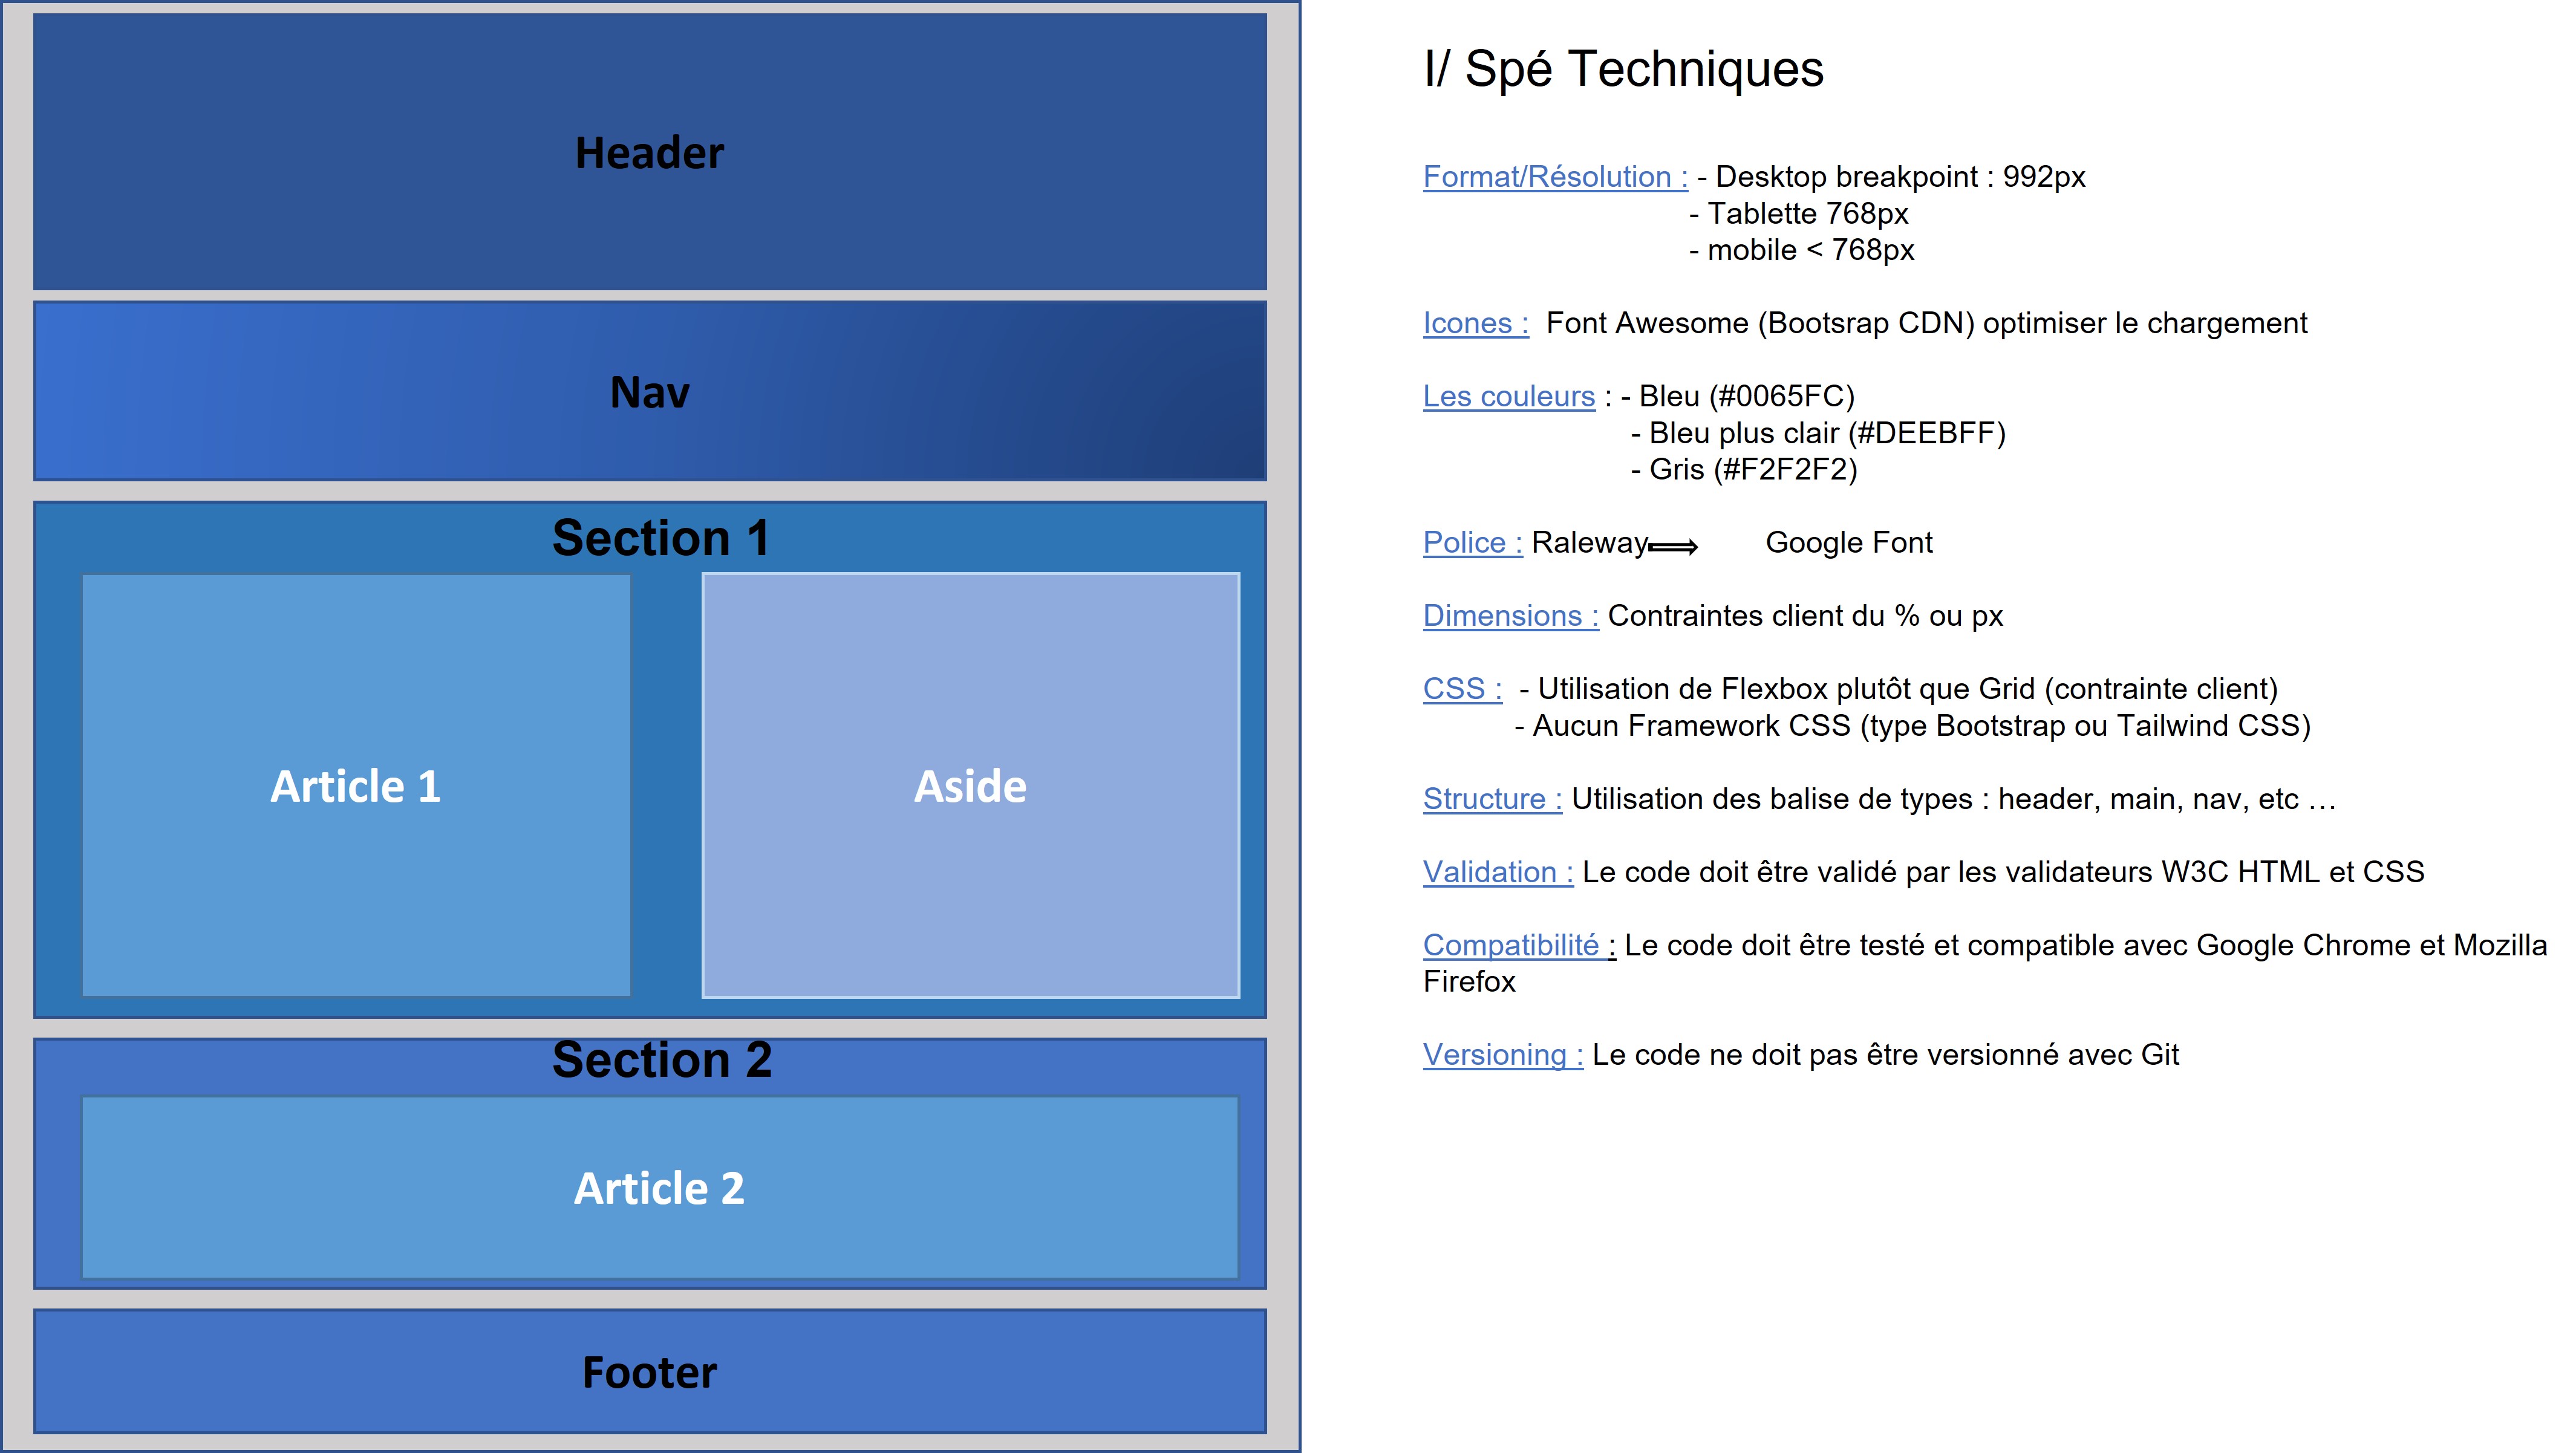 Header
Nav
Section 1
Article 1
Aside
Section 2
Article 2
Footer
I/ Spé Techniques
Format/Résolution : - Desktop breakpoint : 992px
- Tablette 768px
- mobile < 768px
Icones : Font Awesome (Bootsrap CDN) optimiser le chargement
Les couleurs : - Bleu (#0065FC)
- Bleu plus clair (#DEEBFF)
- Gris (#F2F2F2)
Police : Raleway⟹ Google Font
Dimensions : Contraintes client du % ou px
CSS : - Utilisation de Flexbox plutôt que Grid (contrainte client)
- Aucun Framework CSS (type Bootstrap ou Tailwind CSS)
Structure : Utilisation des balise de types : header, main, nav, etc …
Validation : Le code doit être validé par les validateurs W3C HTML et CSS
Compatibilité : Le code doit être testé et compatible avec Google Chrome et Mozilla
Firefox
Versioning : Le code ne doit pas être versionné avec Git